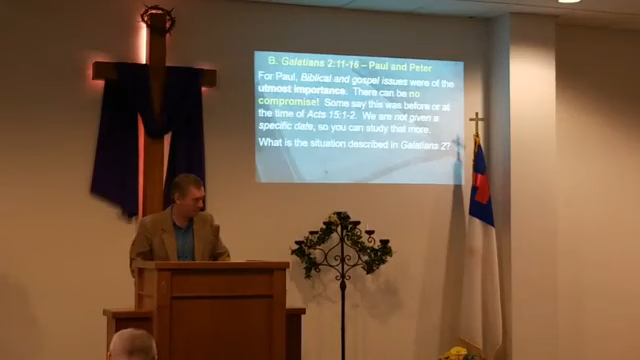 B. Galatians 2:11-16 – Paul and Peter
For Paul, Biblical and gospel issues were of the
utmost importance. There can be no
compromise! Some say this was before or at
the time of Acts 15:1-2. We are not given a
specific date, so you can study that more.
What is the situation described in Galatians 2?